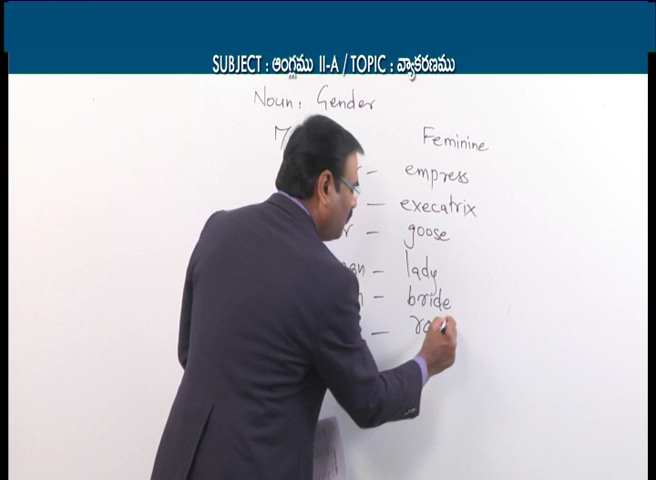 SUBJECT : ఆంగ్లము II-A / TOPIC : వ్యాకరణము
Noun: Gender
Feminine
- empress
- execatrix
- goose
- lady
- bride
-